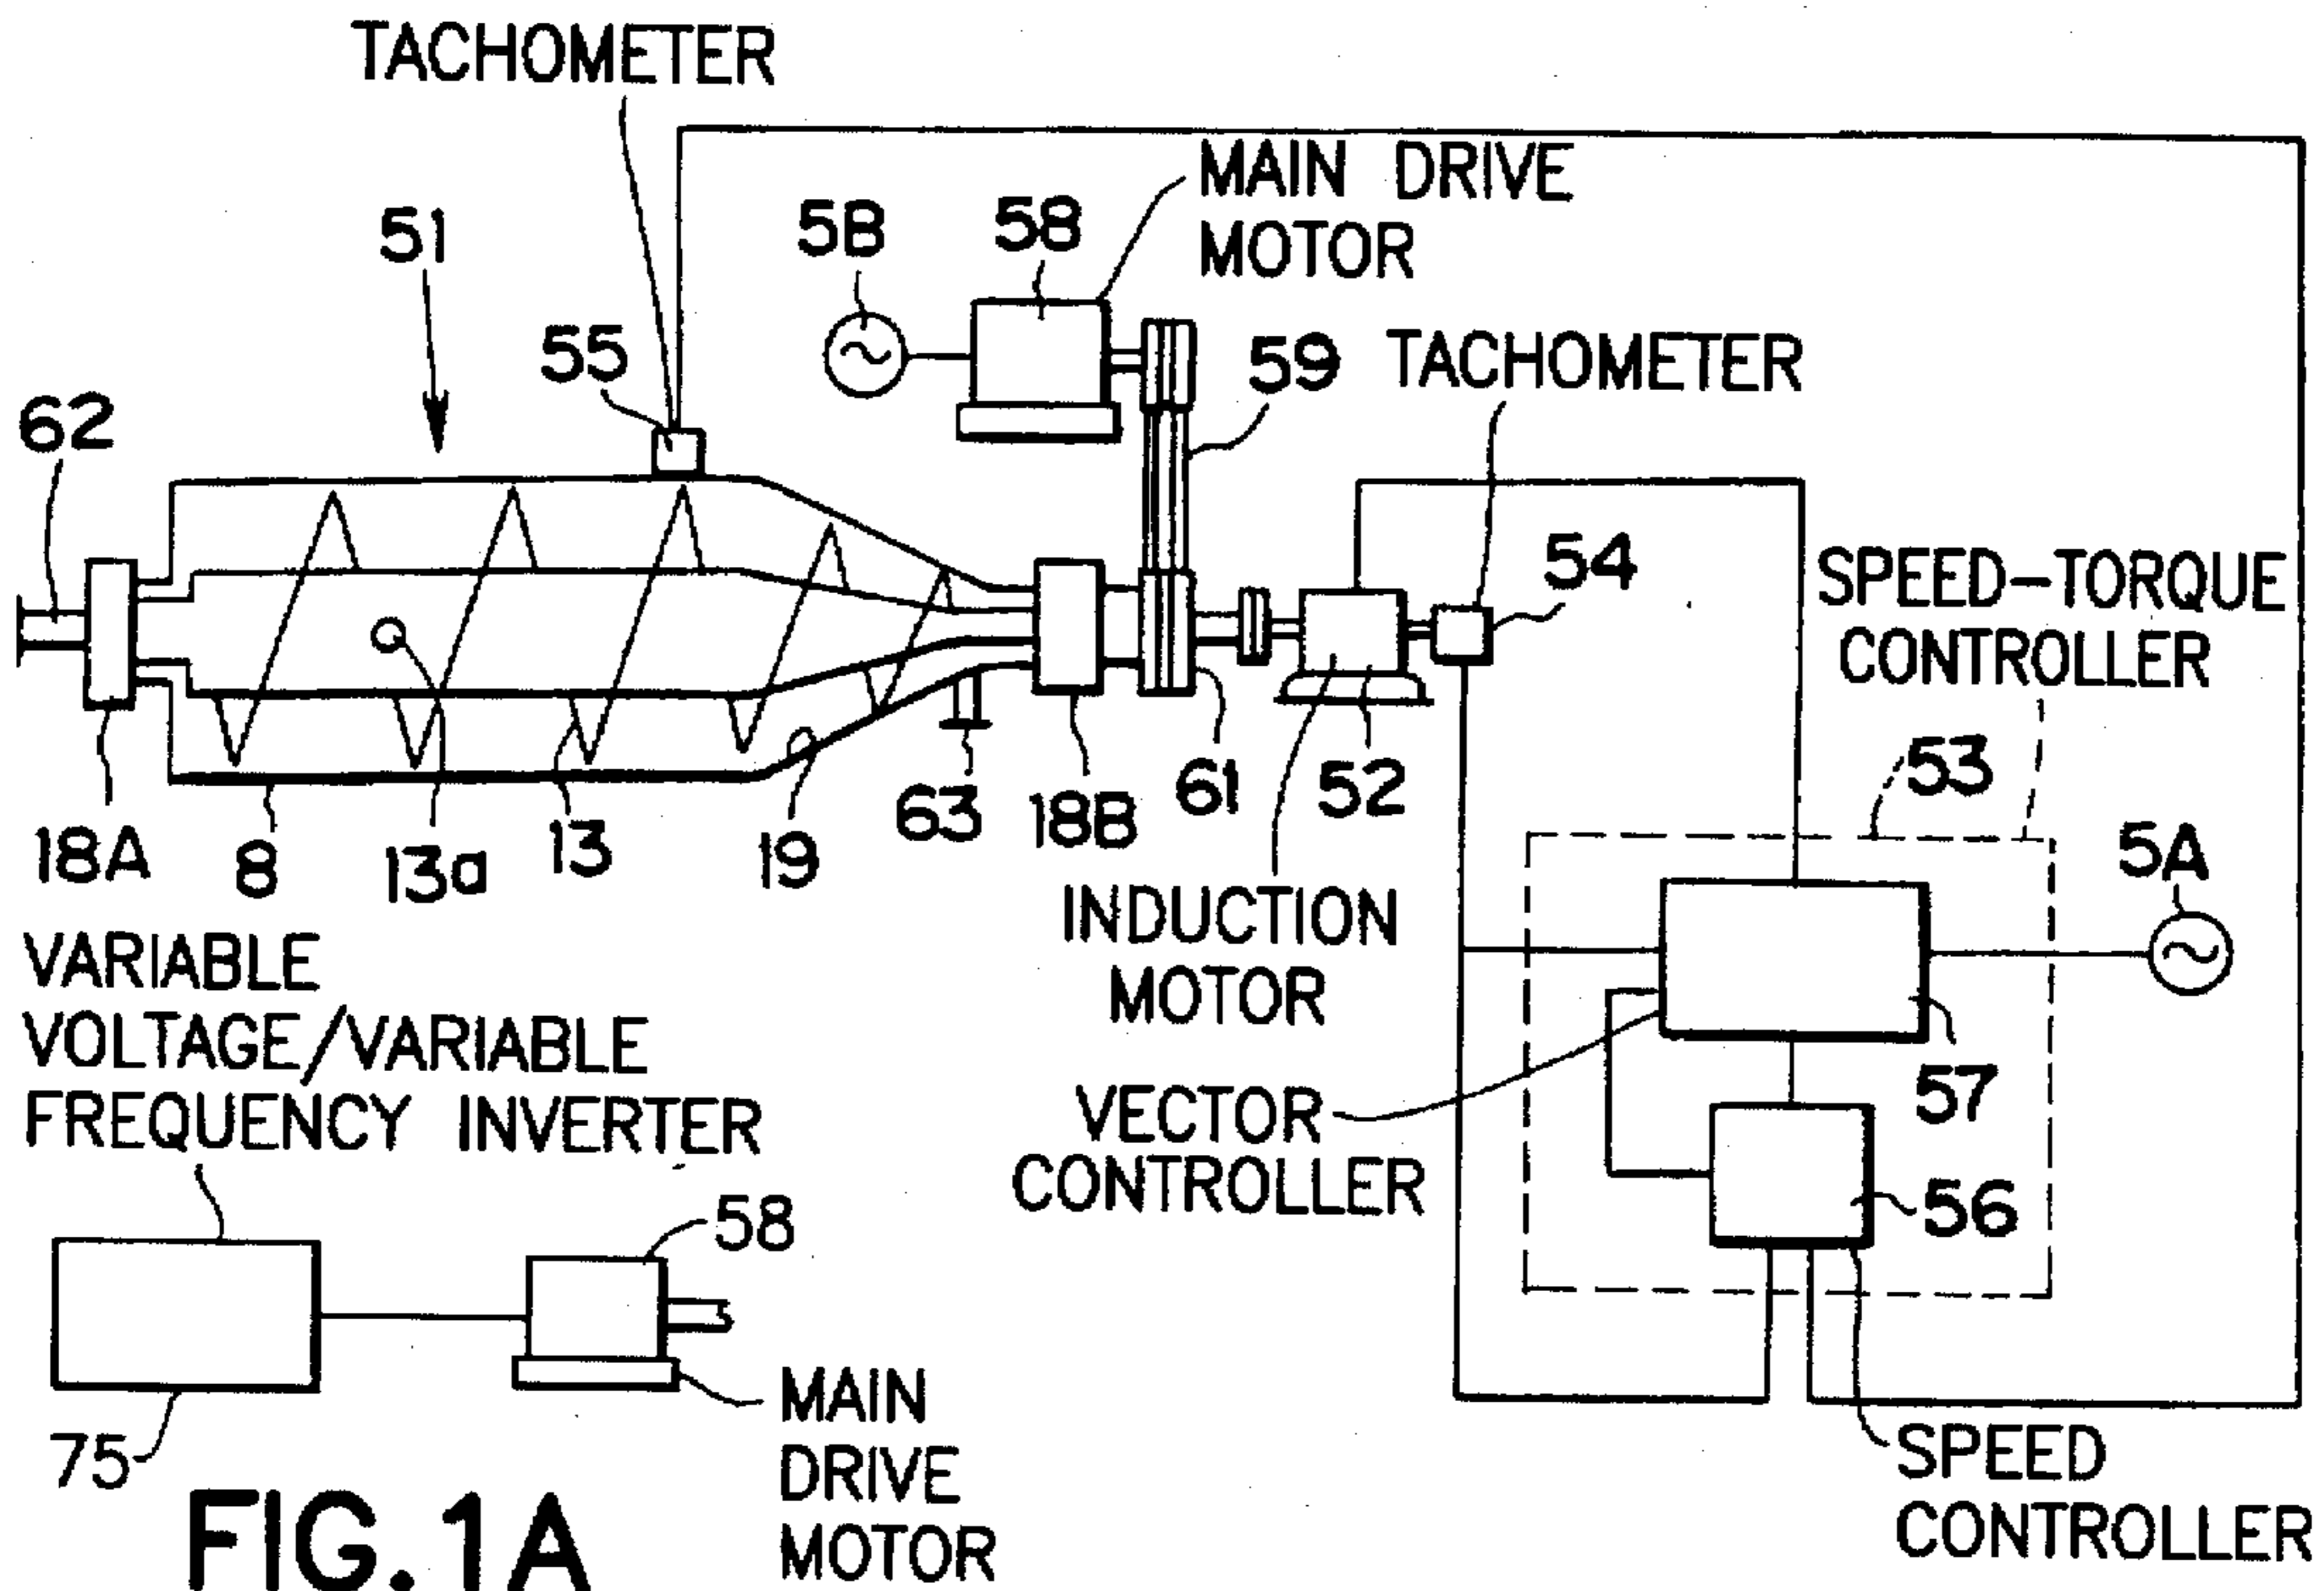 TACHOMETER
MAIN DRIVE
MOTOR
51
5B
58
55
59
TACHOMETER
62
54
SPEED-TORQUE
CONTROLLER
53
61
52
63
18B
18A
8
13a
13
19
5A
INDUCTION
MOTOR
VARIABLE
VOLTAGE/VARIABLE
FREQUENCY INVERTER
57
VECTOR
CONTROLLER
56
58
75
MAIN
DRIVE
MOTOR
SPEED
CONTROLLER
FIG. 1A